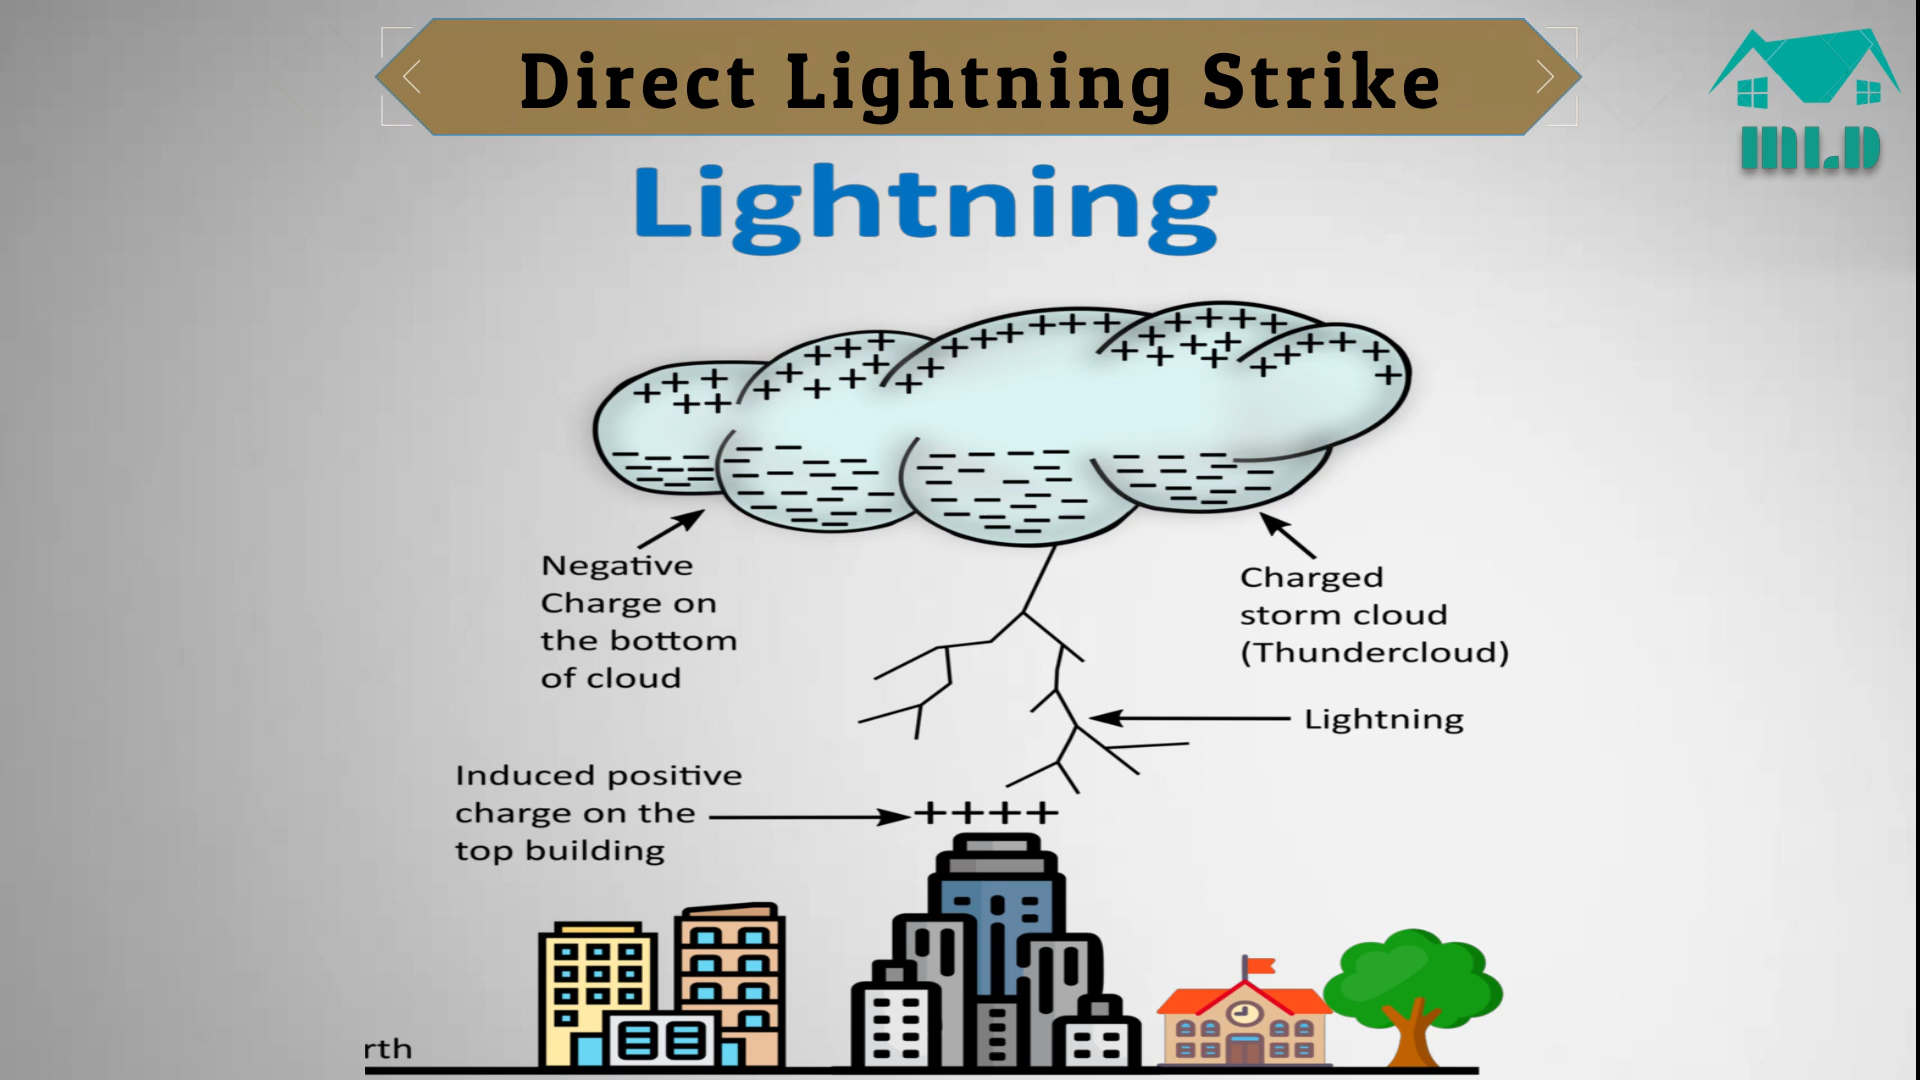 Direct Lightning Strike
MLD
Lightning
Negative
Charge on
the bottom
of cloud
Charged
storm cloud
(Thundercloud)
Lightning
Induced positive
charge on the
top building
++++
rth